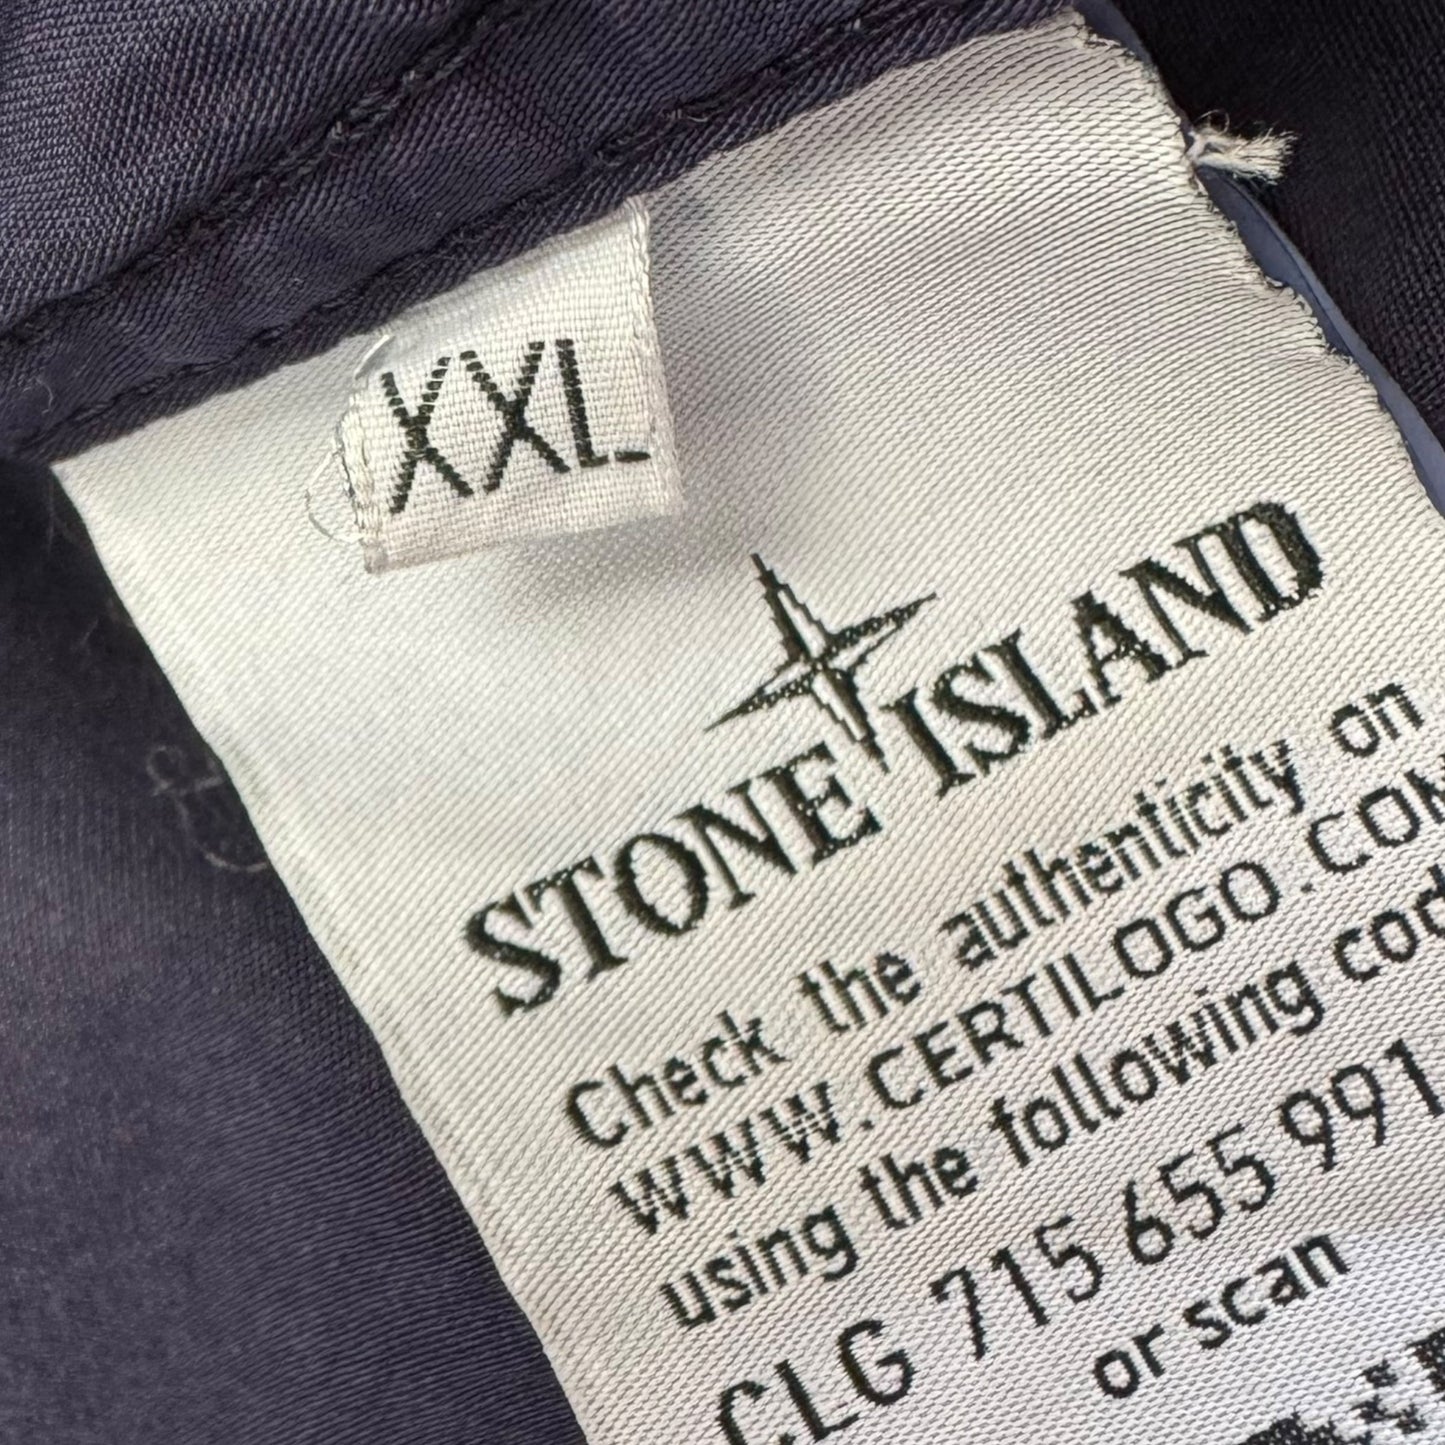 XXL
STONE ISLAND
Check the authenticity on
WWW.CERTILOGO.COM
using the following code
CLG 715 655 991
or scan